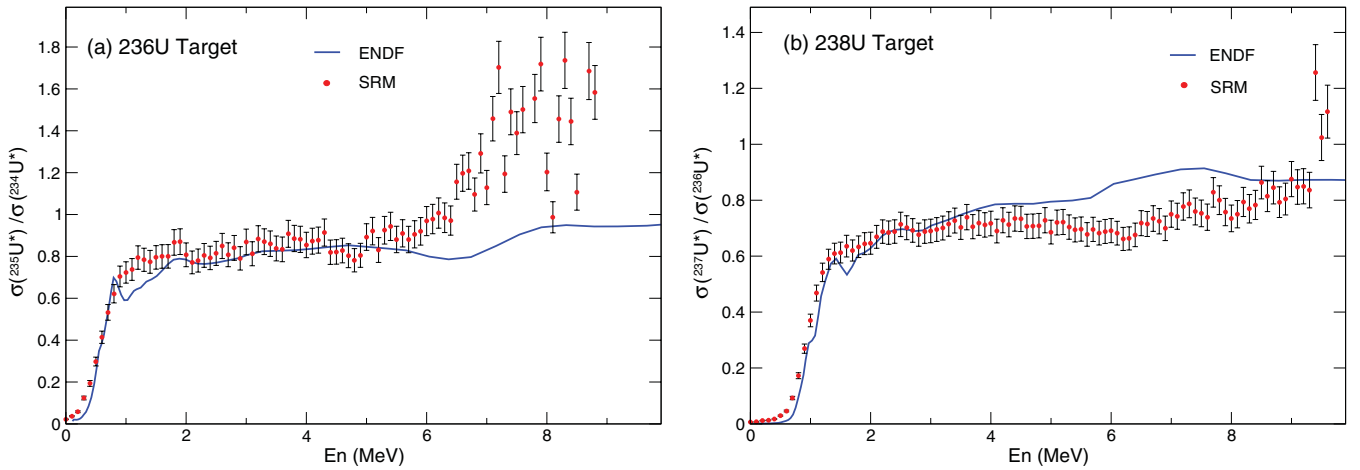 (a) 236U Target
ENDF
SRM
σ(²³⁵U*) / σ(²³⁴U*)
1.8
1.6
1.4
1.2
1
0.8
0.6
0.4
0.2
0
0 2 4 6 8
En (MeV)
(b) 238U Target
ENDF
SRM
σ(²³⁷U*) / σ(²³⁶U*)
1.4
1.2
1
0.8
0.6
0.4
0.2
0
0 2 4 6 8
En (MeV)